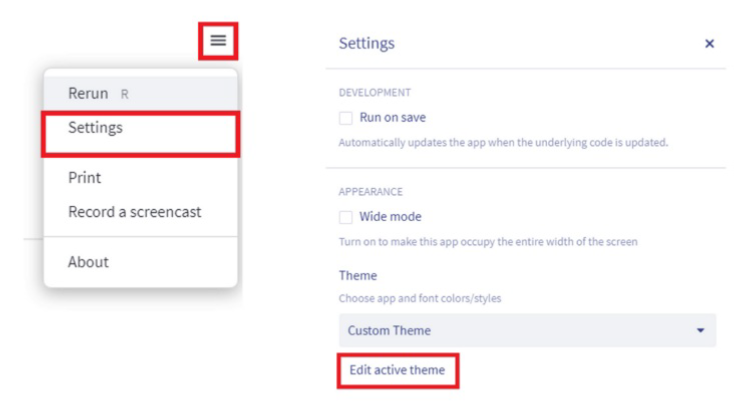 Rerun R
Settings
Print
Record a screencast
About
Settings
DEVELOPMENT
Run on save
Automatically updates the app when the underlying code is updated.
APPEARANCE
Wide mode
Turn on to make this app occupy the entire width of the screen
Theme
Choose app and font colors/styles
Custom Theme
Edit active theme